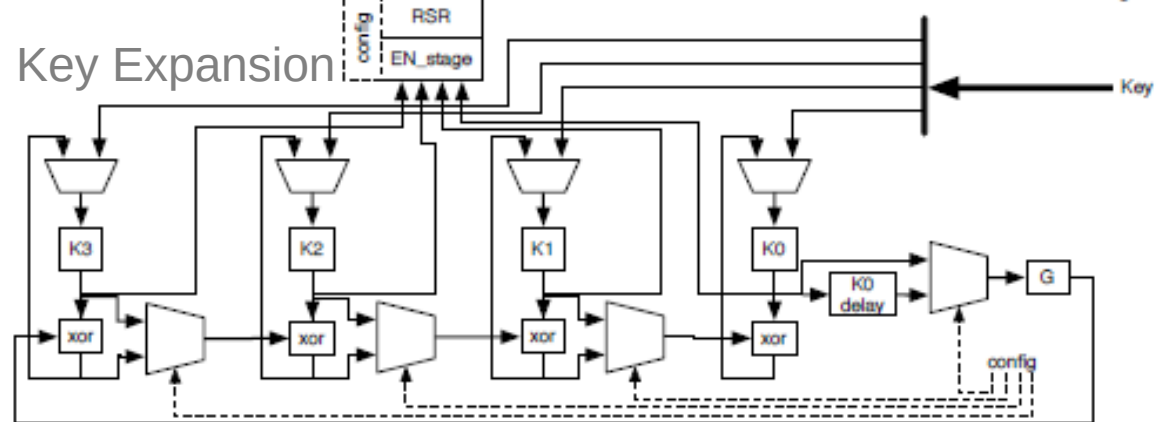 RSR
config
EN_stage
Key Expansion
Key
K3
K2
K1
K0
K0
delay
G
xor
xor
xor
xor
config